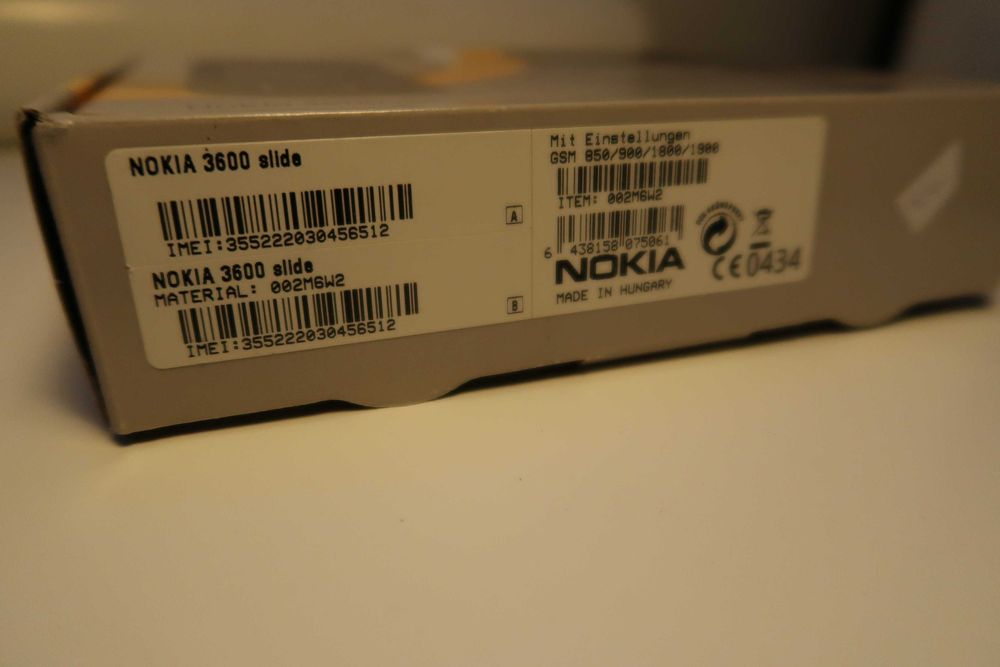 NOKIA 3600 slide
A
IMEI:355222030456512
NOKIA 3600 slide
MATERIAL: 002M6W2
B
IMEI:355222030456512
Mit Einstellungen
GSM 850/900/1800/1900
ITEM: 002M6W2
6 438158 075061
NOKIA
CE0434
MADE IN HUNGARY